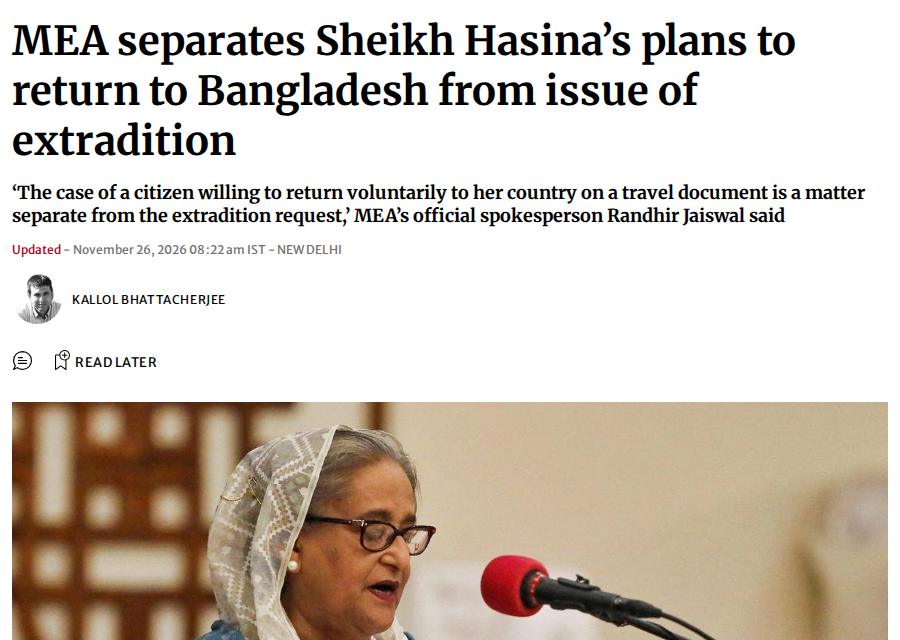 MEA separates Sheikh Hasina’s plans to
return to Bangladesh from issue of
extradition
‘The case of a citizen willing to return voluntarily to her country on a travel document is a matter
separate from the extradition request,’ MEA’s official spokesperson Randhir Jaiswal said
Updated - November 26, 2026 08:22 am IST - NEW DELHI
KALLOL BHATTACHERJEE
READ LATER